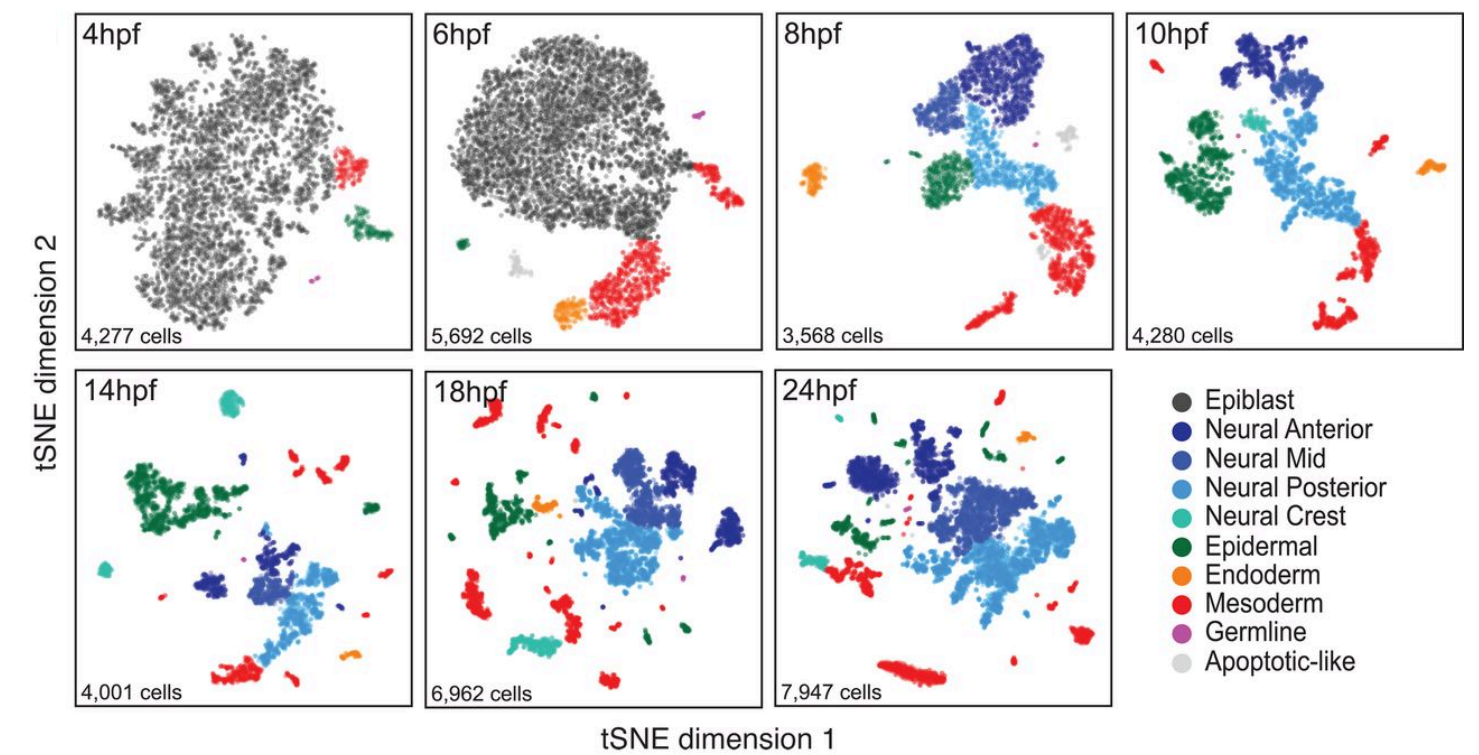 4hpf
4,277 cells
6hpf
5,692 cells
8hpf
3,568 cells
10hpf
4,280 cells
14hpf
4,001 cells
18hpf
6,962 cells
24hpf
7,947 cells
Epiblast
Neural Anterior
Neural Mid
Neural Posterior
Neural Crest
Epidermal
Endoderm
Mesoderm
Germline
Apoptotic-like
tSNE dimension 2
tSNE dimension 1